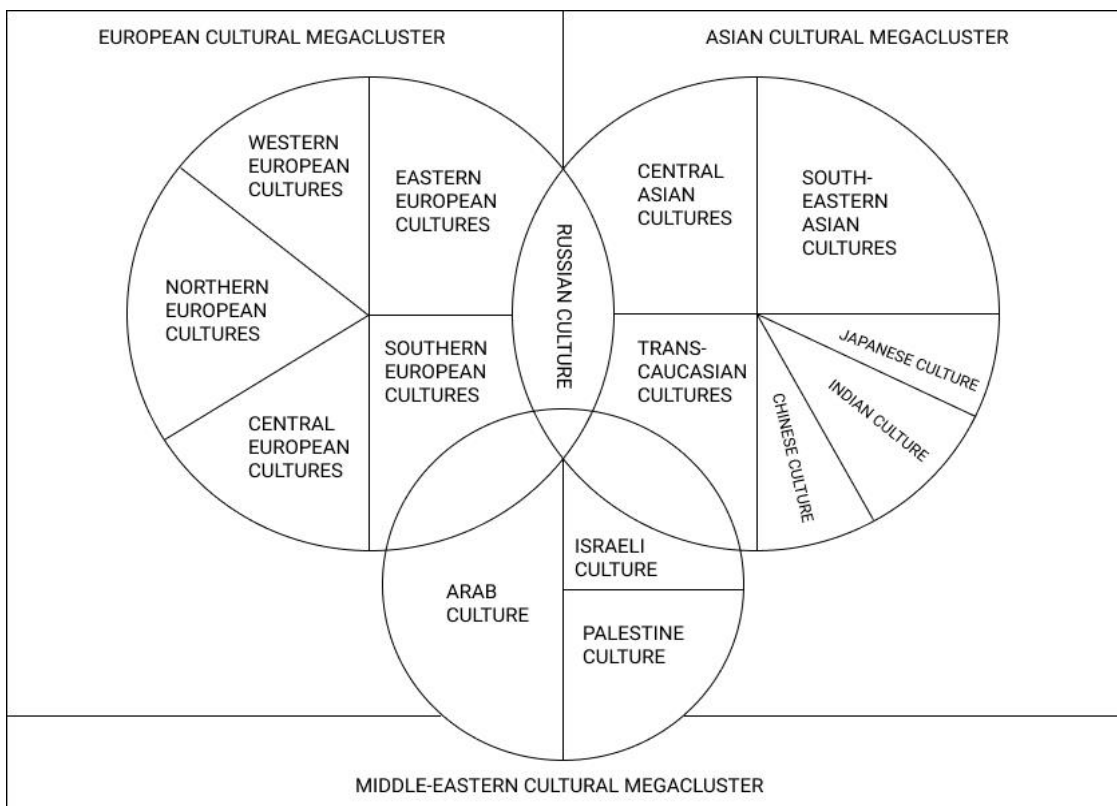 EUROPEAN CULTURAL MEGACLUSTER
ASIAN CULTURAL MEGACLUSTER
WESTERN
EUROPEAN
CULTURES
EASTERN
EUROPEAN
CULTURES
RUSSIAN CULTURE
CENTRAL
ASIAN
CULTURES
SOUTH-
EASTERN
ASIAN
CULTURES
NORTHERN
EUROPEAN
CULTURES
SOUTHERN
EUROPEAN
CULTURES
TRANS-
CAUCASIAN
CULTURES
JAPANESE CULTURE
INDIAN CULTURE
CHINESE CULTURE
CENTRAL
EUROPEAN
CULTURES
ISRAELI
CULTURE
ARAB
CULTURE
PALESTINE
CULTURE
MIDDLE-EASTERN CULTURAL MEGACLUSTER